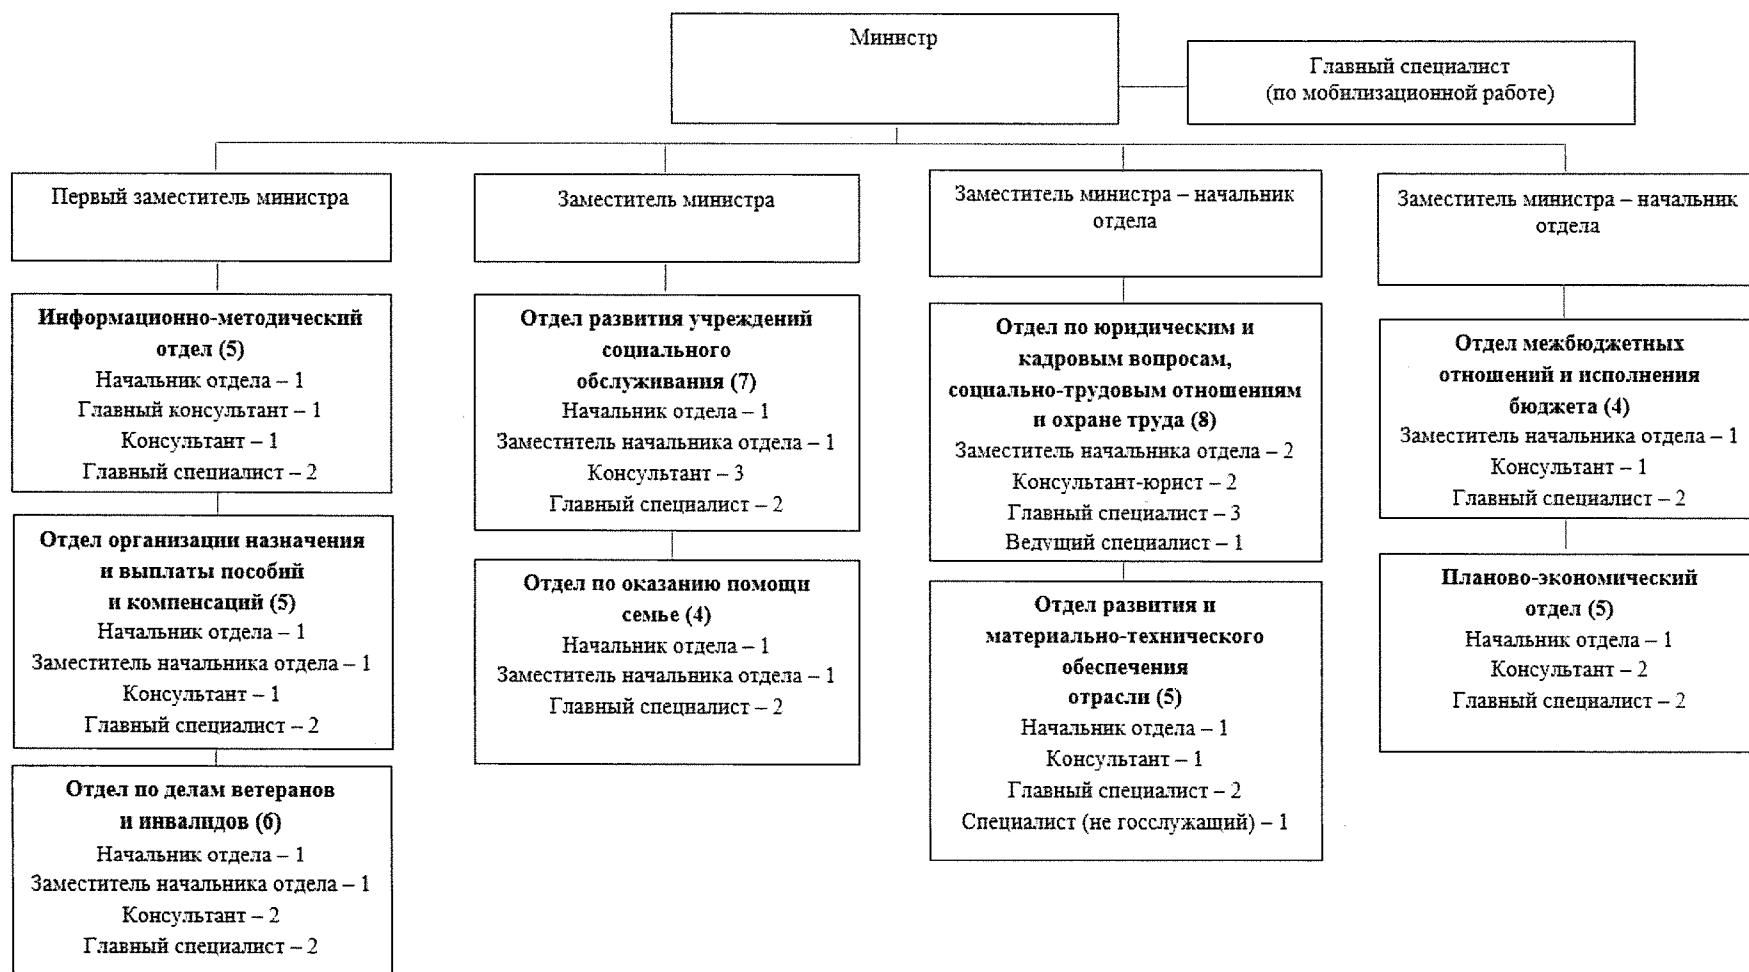 Министр
Главный специалист
(по мобилизационной работе)
Первый заместитель министра
Заместитель министра
Заместитель министра – начальник
отдела
Заместитель министра – начальник
отдела
Информационно-методический
отдел (5)
Начальник отдела – 1
Главный консультант – 1
Консультант – 1
Главный специалист – 2
Отдел организации назначения
и выплаты пособий
и компенсаций (5)
Начальник отдела – 1
Заместитель начальника отдела – 1
Консультант – 1
Главный специалист – 2
Отдел по делам ветеранов
и инвалидов (6)
Начальник отдела – 1
Заместитель начальника отдела – 1
Консультант – 2
Главный специалист – 2
Отдел развития учреждений
социального
обслуживания (7)
Начальник отдела – 1
Заместитель начальника отдела – 1
Консультант – 3
Главный специалист – 2
Отдел по оказанию помощи
семье (4)
Начальник отдела – 1
Заместитель начальника отдела – 1
Главный специалист – 2
Отдел по юридическим и
кадровым вопросам,
социально-трудовым отношениям
и охране труда (8)
Заместитель начальника отдела – 2
Консультант-юрист – 2
Главный специалист – 3
Ведущий специалист – 1
Отдел развития и
материально-технического
обеспечения
отрасли (5)
Начальник отдела – 1
Консультант – 1
Главный специалист – 2
Специалист (не госслужащий) – 1
Отдел межбюджетных
отношений и исполнения
бюджета (4)
Заместитель начальника отдела – 1
Консультант – 1
Главный специалист – 2
Планово-экономический
отдел (5)
Начальник отдела – 1
Консультант – 2
Главный специалист – 2